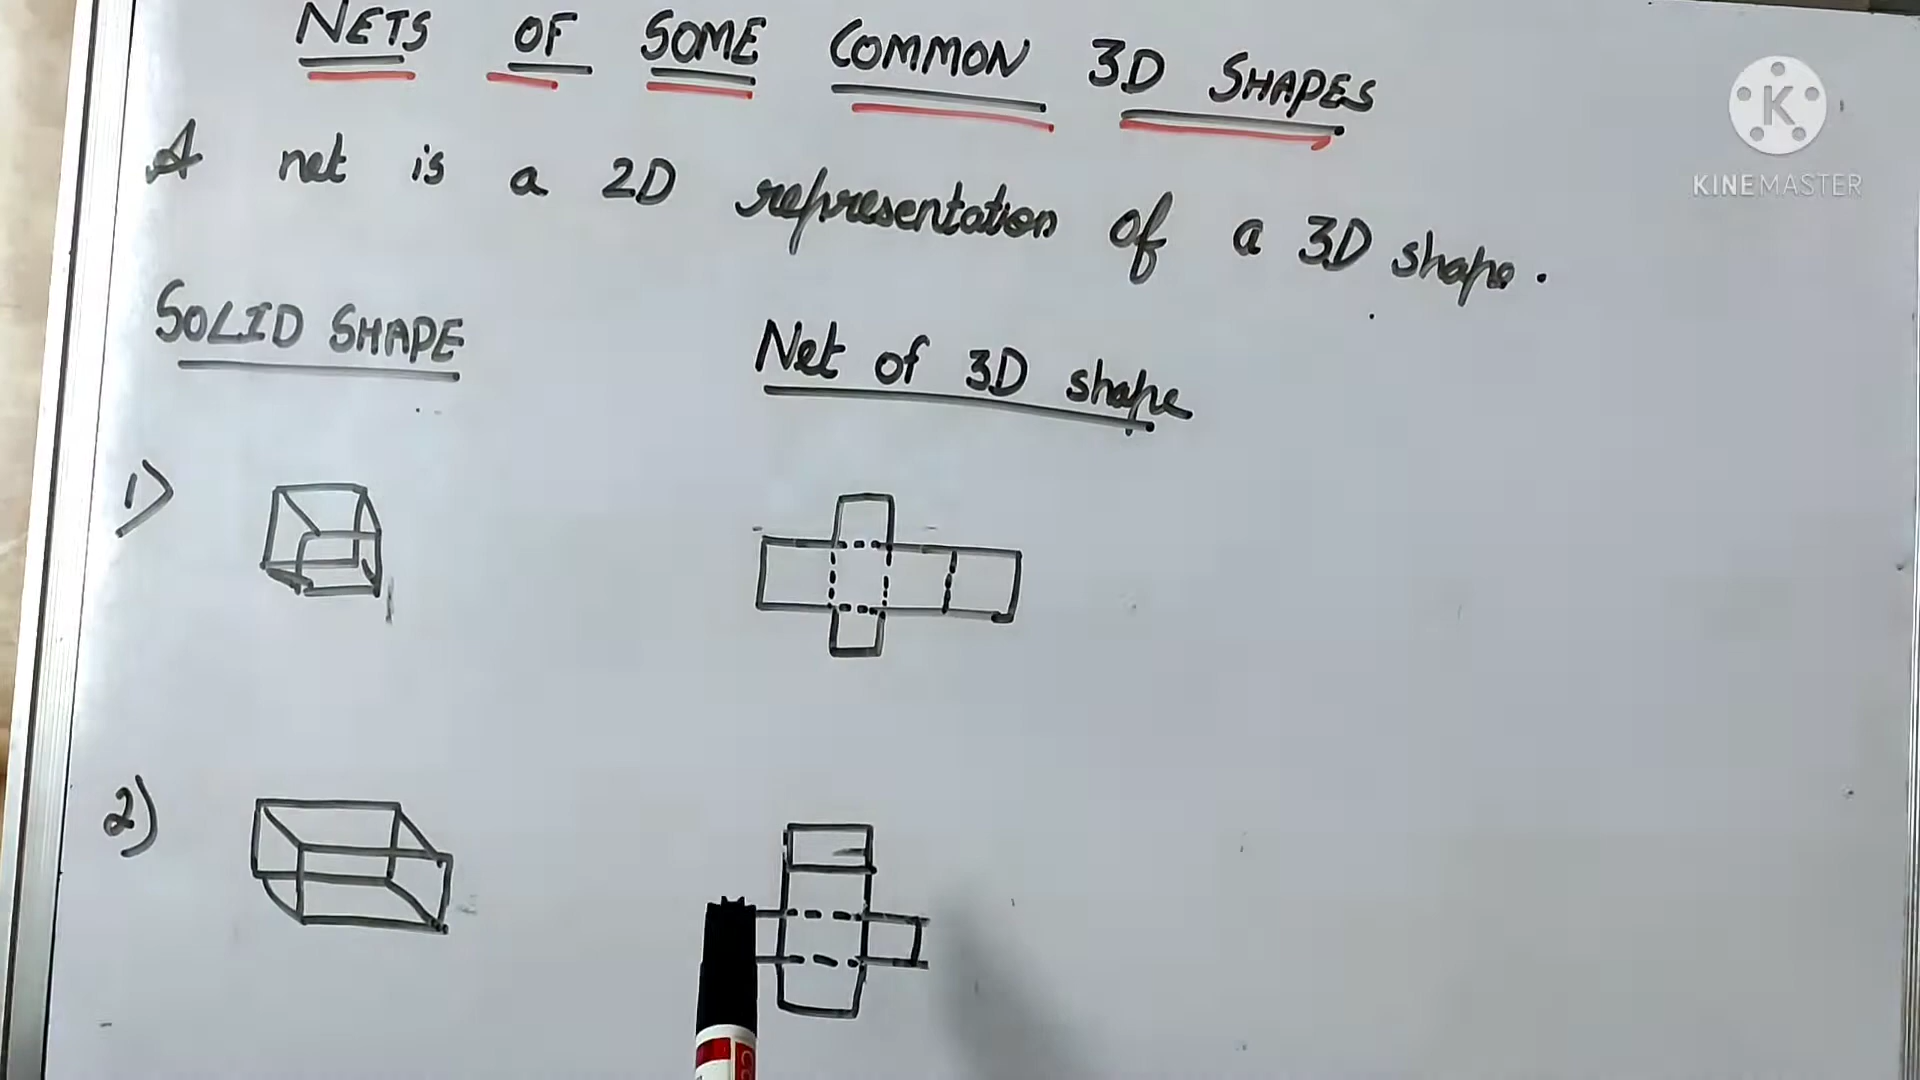 NETS OF SOME COMMON 3D SHAPES
A net is a 2D representation of a 3D shape.
SOLID SHAPE
Net of 3D shape
1)
2)
K
KINEMASTER